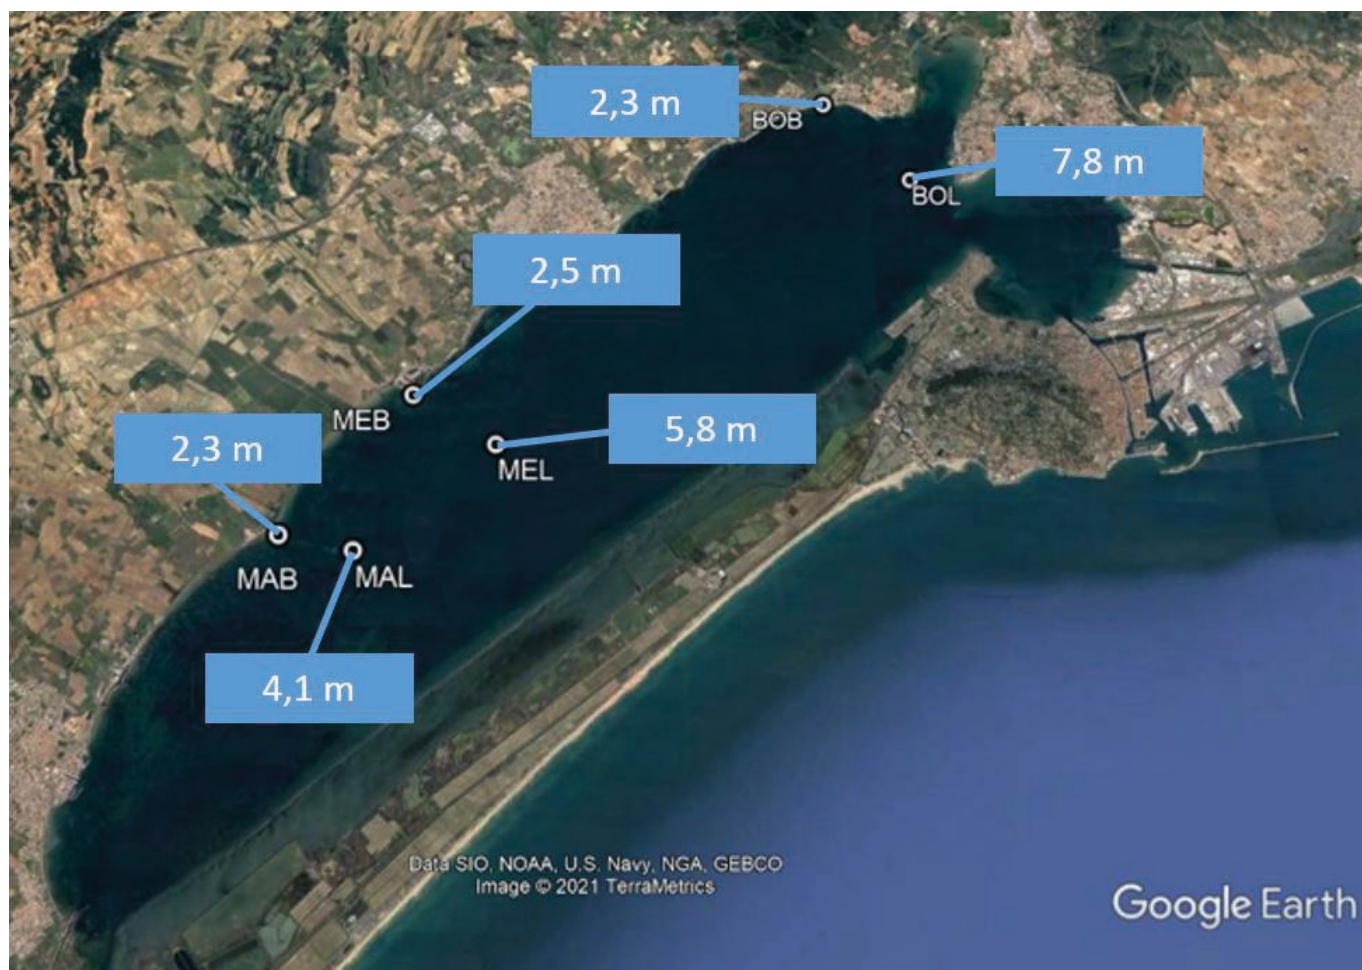 2,3 m
BOB
7,8 m
BOL
2,5 m
MEB
5,8 m
MEL
2,3 m
MAB
MAL
4,1 m
Data SIO, NOAA, U.S. Navy, NGA, GEBCO
Image © 2021 TerraMetrics
Google Earth